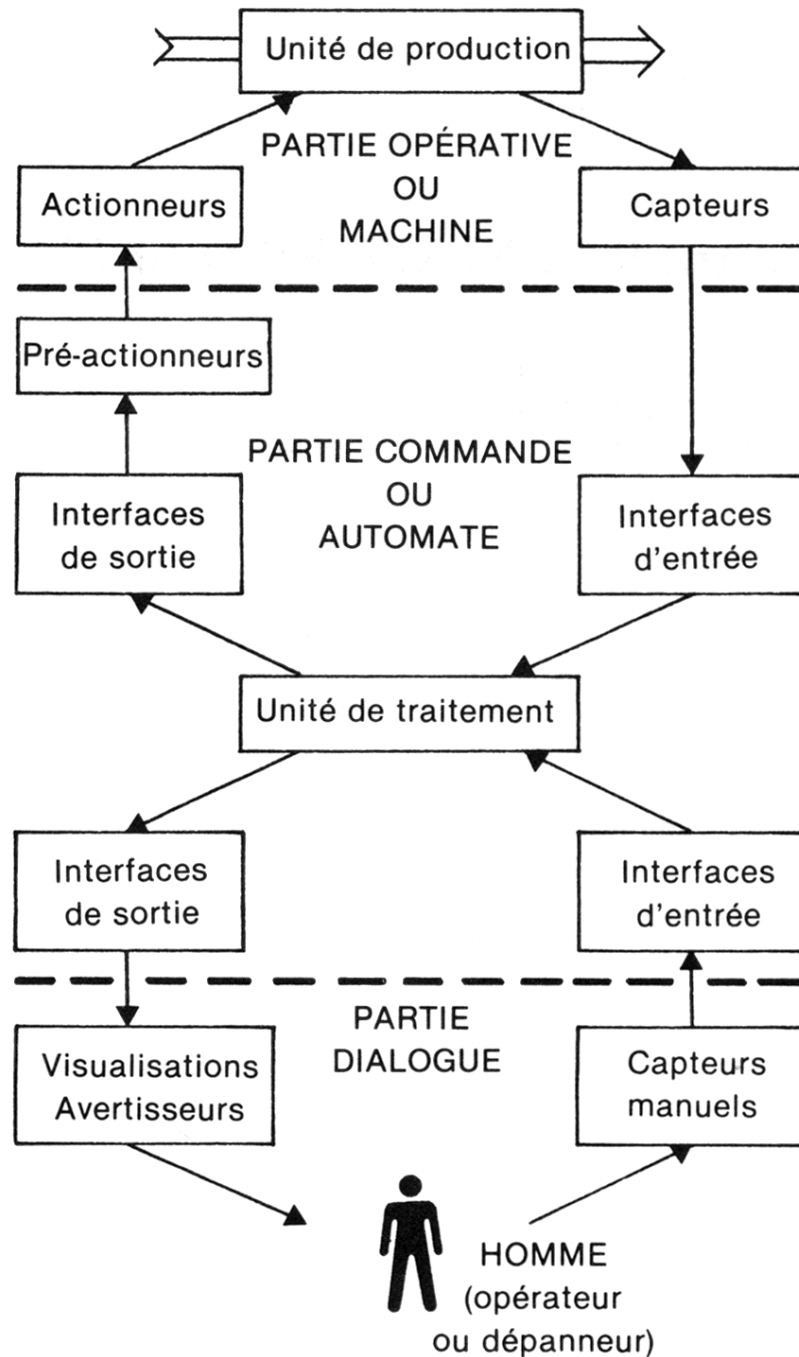 Unité de production
PARTIE OPÉRATIVE
OU
MACHINE
Actionneurs
Capteurs
Pré-actionneurs
PARTIE COMMANDE
OU
AUTOMATE
Interfaces
de sortie
Interfaces
d'entrée
Unité de traitement
Interfaces
de sortie
Interfaces
d'entrée
PARTIE
DIALOGUE
Visualisations
Avertisseurs
Capteurs
manuels
HOMME
(opérateur
ou dépanneur)